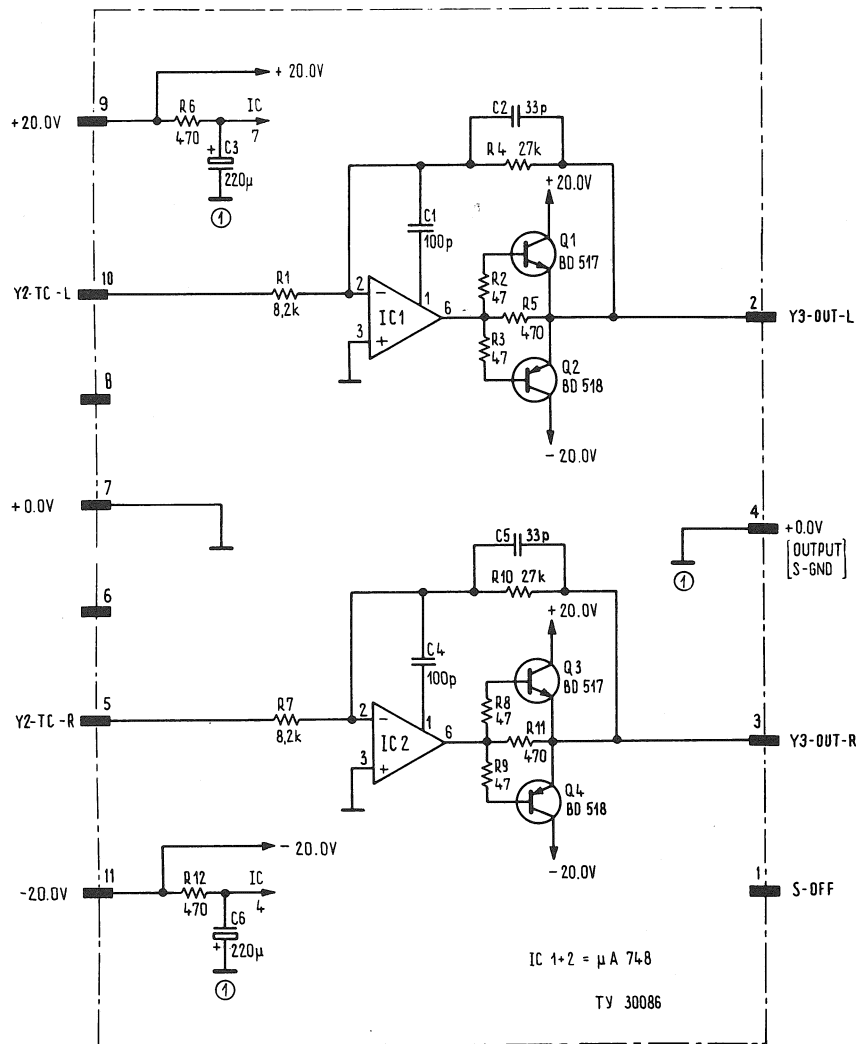 + 20.0V
9
+20.0V
R6
470
IC
7
+
C3
220µ
1
C2
33p
R4
27k
+ 20.0V
C1
100p
Q1
BD 517
10
Y2-TC-L
R1
8,2k
2
-
1
IC1
6
3
+
R2
47
R5
470
R3
47
2
Y3-OUT-L
Q2
BD 518
- 20.0V
8
7
+ 0.0V
4
+0.0V
[OUTPUT
S-GND]
1
C5
33p
R10
27k
6
+ 20.0V
C4
100p
Q3
BD 517
5
Y2-TC-R
R7
8,2k
2
-
1
IC2
6
3
+
R8
47
R11
470
R9
47
3
Y3-OUT-R
Q4
BD 518
-20.0V
- 20.0V
11
-20.0V
R12
470
IC
4
C6
+
220µ
1
1
S-OFF
IC 1+2 = µA 748
TY 30086